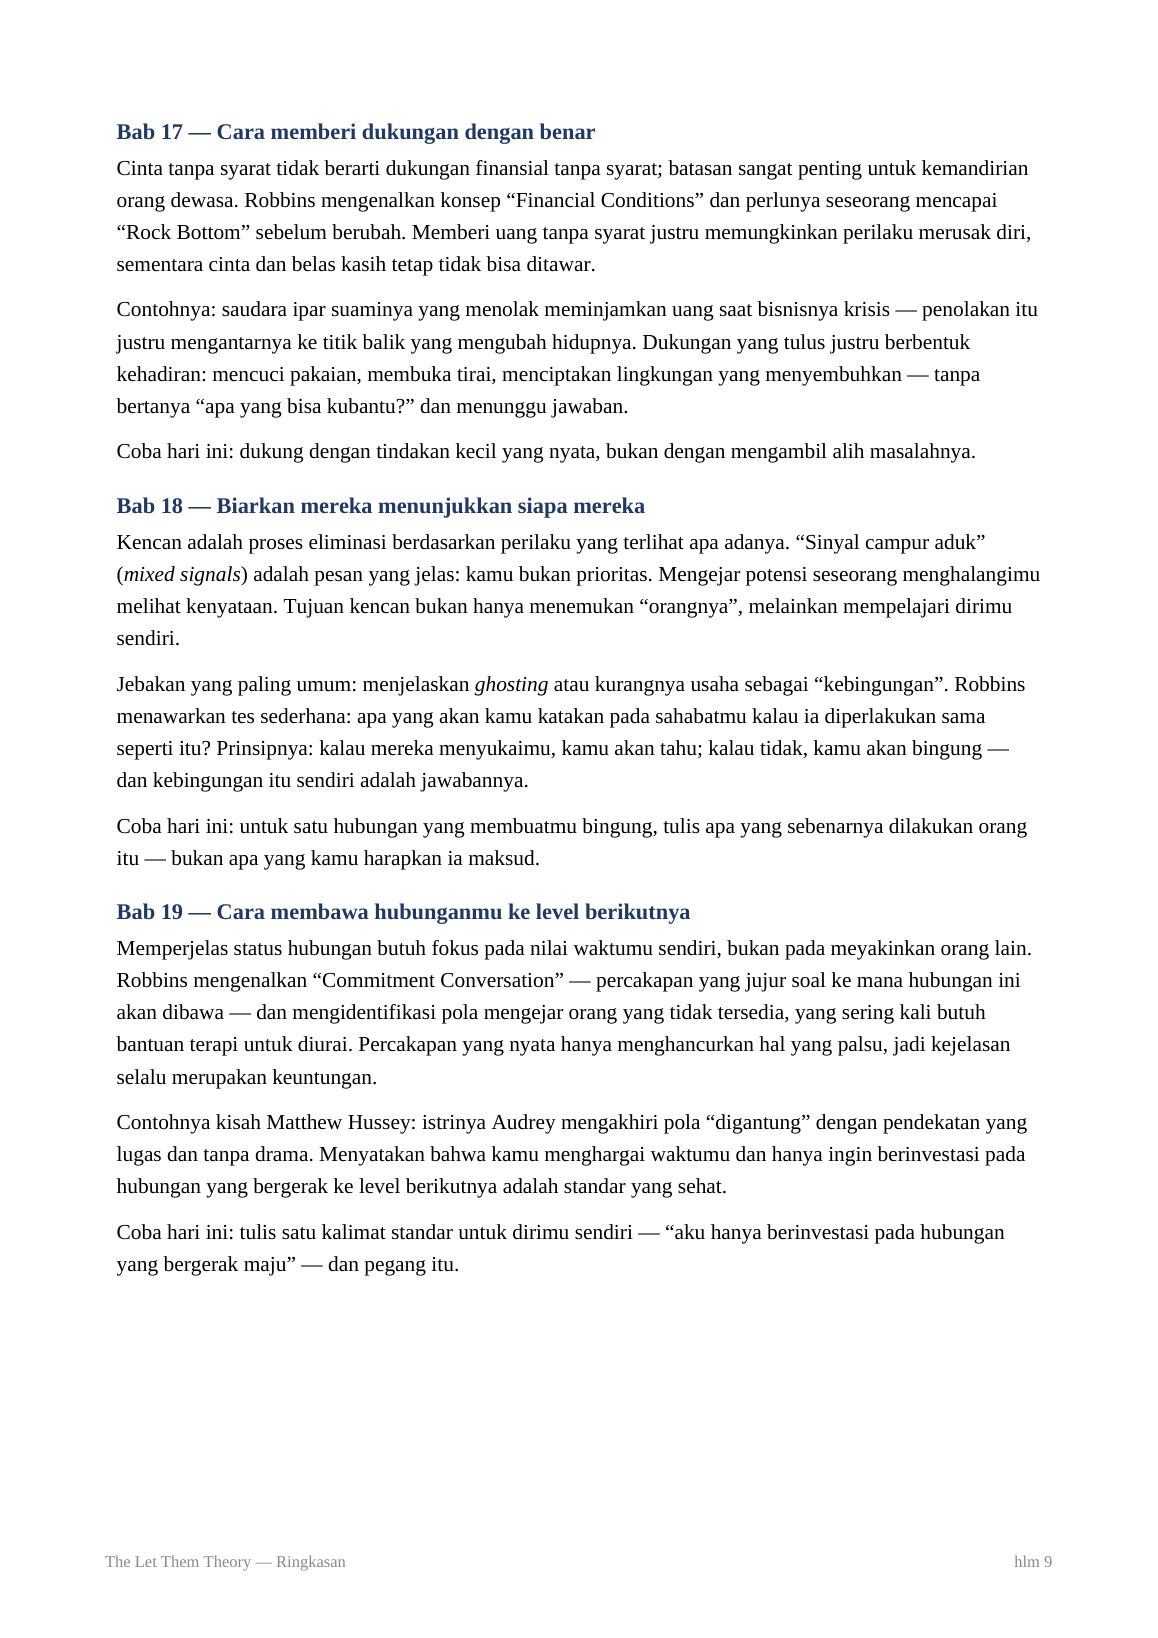 Bab 17 — Cara memberi dukungan dengan benar
Cinta tanpa syarat tidak berarti dukungan finansial tanpa syarat; batasan sangat penting untuk kemandirian
orang dewasa. Robbins mengenalkan konsep “Financial Conditions” dan perlunya seseorang mencapai
“Rock Bottom” sebelum berubah. Memberi uang tanpa syarat justru memungkinkan perilaku merusak diri,
sementara cinta dan belas kasih tetap tidak bisa ditawar.
Contohnya: saudara ipar suaminya yang menolak meminjamkan uang saat bisnisnya krisis — penolakan itu
justru mengantarnya ke titik balik yang mengubah hidupnya. Dukungan yang tulus justru berbentuk
kehadiran: mencuci pakaian, membuka tirai, menciptakan lingkungan yang menyembuhkan — tanpa
bertanya “apa yang bisa kubantu?” dan menunggu jawaban.
Coba hari ini: dukung dengan tindakan kecil yang nyata, bukan dengan mengambil alih masalahnya.
Bab 18 — Biarkan mereka menunjukkan siapa mereka
Kencan adalah proses eliminasi berdasarkan perilaku yang terlihat apa adanya. “Sinyal campur aduk”
(mixed signals) adalah pesan yang jelas: kamu bukan prioritas. Mengejar potensi seseorang menghalangimu
melihat kenyataan. Tujuan kencan bukan hanya menemukan “orangnya”, melainkan mempelajari dirimu
sendiri.
Jebakan yang paling umum: menjelaskan ghosting atau kurangnya usaha sebagai “kebingungan”. Robbins
menawarkan tes sederhana: apa yang akan kamu katakan pada sahabatmu kalau ia diperlakukan sama
seperti itu? Prinsipnya: kalau mereka menyukaimu, kamu akan tahu; kalau tidak, kamu akan bingung —
dan kebingungan itu sendiri adalah jawabannya.
Coba hari ini: untuk satu hubungan yang membuatmu bingung, tulis apa yang sebenarnya dilakukan orang
itu — bukan apa yang kamu harapkan ia maksud.
Bab 19 — Cara membawa hubunganmu ke level berikutnya
Memperjelas status hubungan butuh fokus pada nilai waktumu sendiri, bukan pada meyakinkan orang lain.
Robbins mengenalkan “Commitment Conversation” — percakapan yang jujur soal ke mana hubungan ini
akan dibawa — dan mengidentifikasi pola mengejar orang yang tidak tersedia, yang sering kali butuh
bantuan terapi untuk diurai. Percakapan yang nyata hanya menghancurkan hal yang palsu, jadi kejelasan
selalu merupakan keuntungan.
Contohnya kisah Matthew Hussey: istrinya Audrey mengakhiri pola “digantung” dengan pendekatan yang
lugas dan tanpa drama. Menyatakan bahwa kamu menghargai waktumu dan hanya ingin berinvestasi pada
hubungan yang bergerak ke level berikutnya adalah standar yang sehat.
Coba hari ini: tulis satu kalimat standar untuk dirimu sendiri — “aku hanya berinvestasi pada hubungan
yang bergerak maju” — dan pegang itu.
The Let Them Theory — Ringkasan
hlm 9